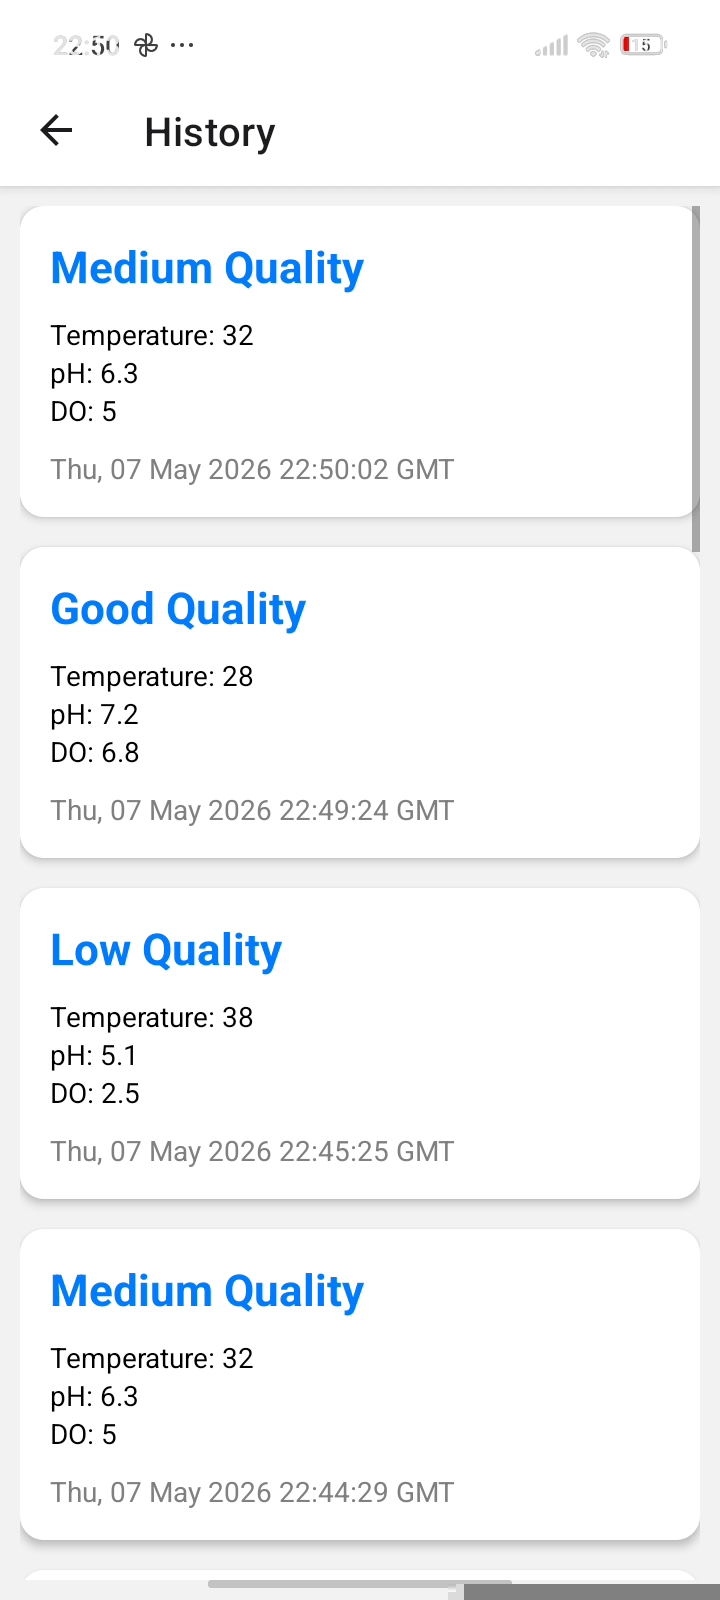 22:50
15
History
Medium Quality
Temperature: 32
pH: 6.3
DO: 5
Thu, 07 May 2026 22:50:02 GMT
Good Quality
Temperature: 28
pH: 7.2
DO: 6.8
Thu, 07 May 2026 22:49:24 GMT
Low Quality
Temperature: 38
pH: 5.1
DO: 2.5
Thu, 07 May 2026 22:45:25 GMT
Medium Quality
Temperature: 32
pH: 6.3
DO: 5
Thu, 07 May 2026 22:44:29 GMT